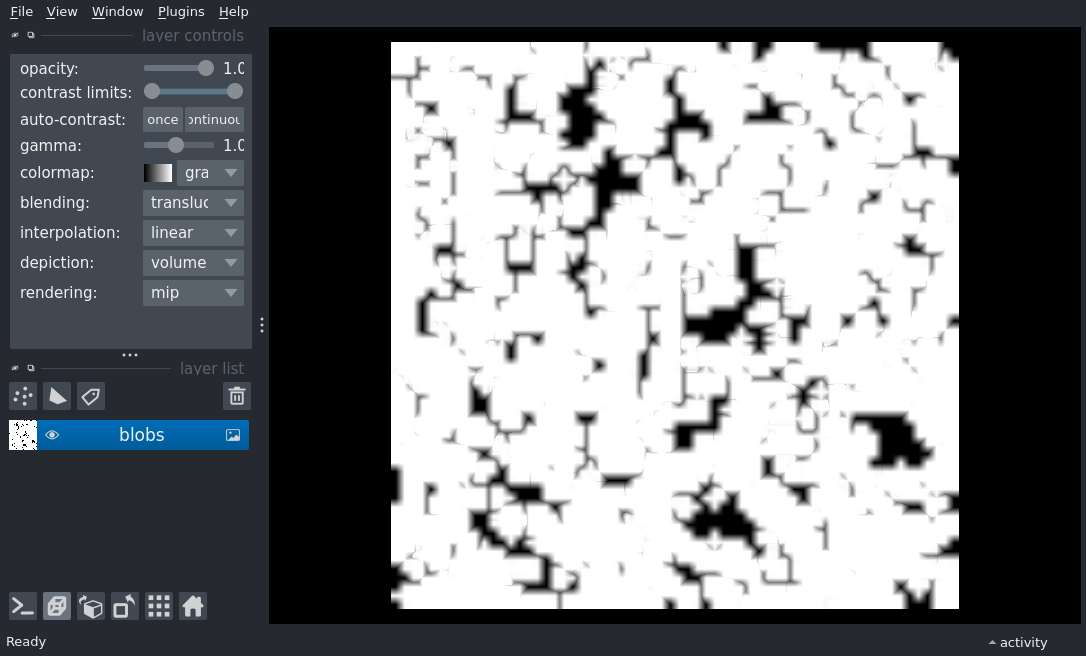 File View Window Plugins Help
layer controls
opacity: 1.0
contrast limits:
auto-contrast: once ontinuou
gamma: 1.0
colormap: gra
blending: transluc
interpolation: linear
depiction: volume
rendering: mip
layer list
blobs
Ready
activity